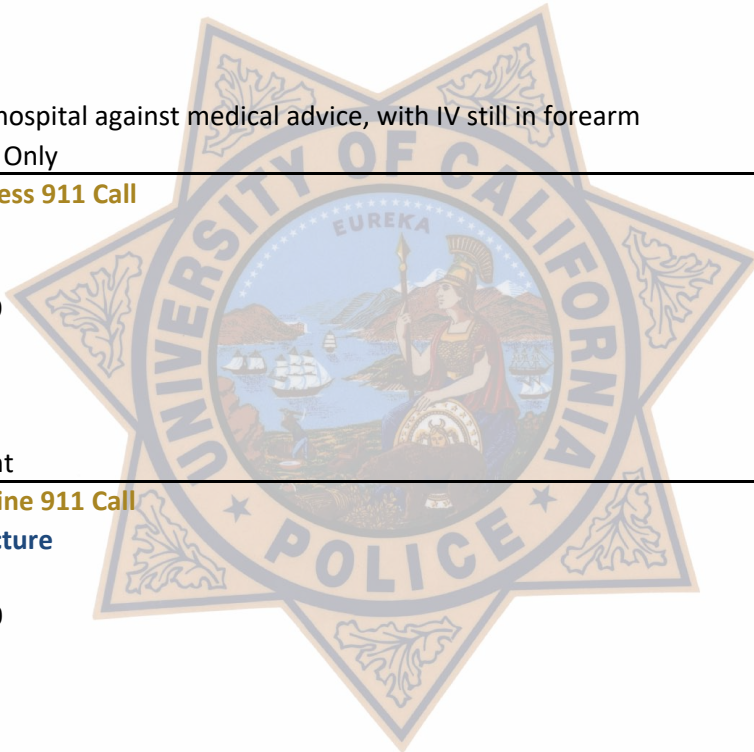 hospital against medical advice, with IV still in forearm
Only
ess 911 Call
)
nt
ine 911 Call
cture
)
UNIVERSITY OF CALIFORNIA
EUREKA
POLICE